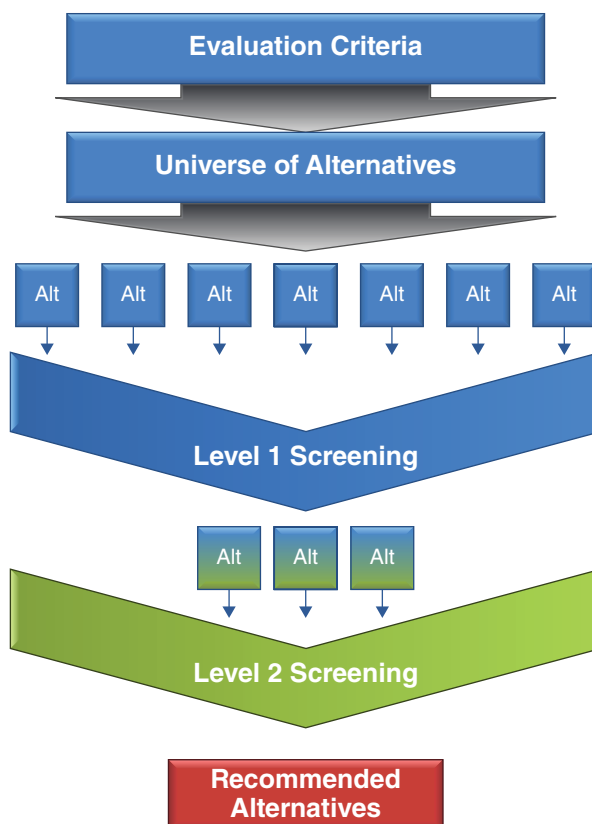 Evaluation Criteria
Universe of Alternatives
Alt Alt Alt Alt Alt Alt Alt
Level 1 Screening
Alt Alt Alt
Level 2 Screening
Recommended
Alternatives